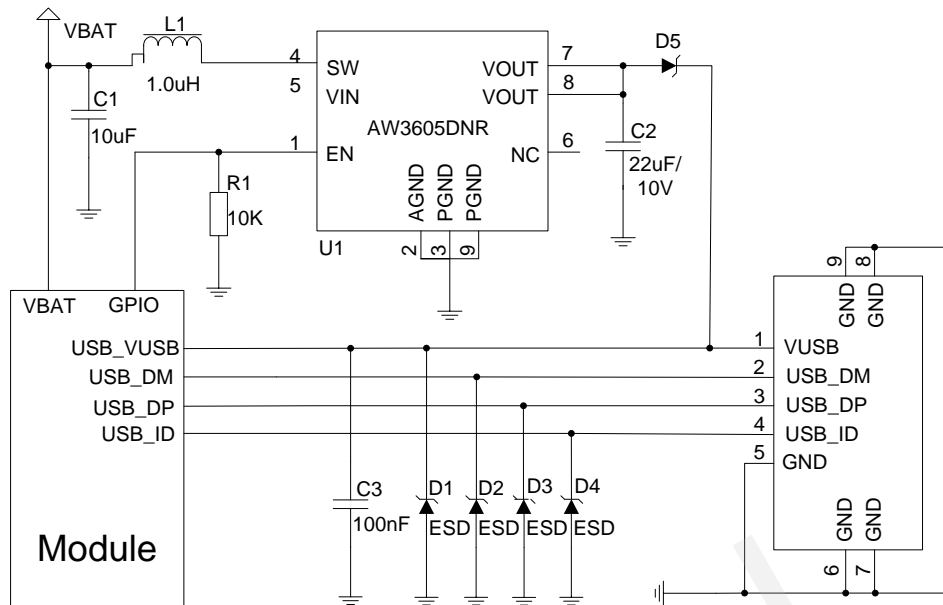 VBAT
L1
1.0uH
C1
10uF
4
5
1
SW
VIN
EN
AW3605DNR
VOUT
VOUT
NC
7
8
6
AGND
PGND
PGND
2
3
9
U1
D5
C2
22uF/
10V
R1
10K
VBAT
GPIO
USB_VUSB
USB_DM
USB_DP
USB_ID
Module
C3
100nF
D1
ESD
D2
ESD
D3
ESD
D4
ESD
9
8
GND
GND
1
2
3
4
5
VUSB
USB_DM
USB_DP
USB_ID
GND
GND
GND
6
7